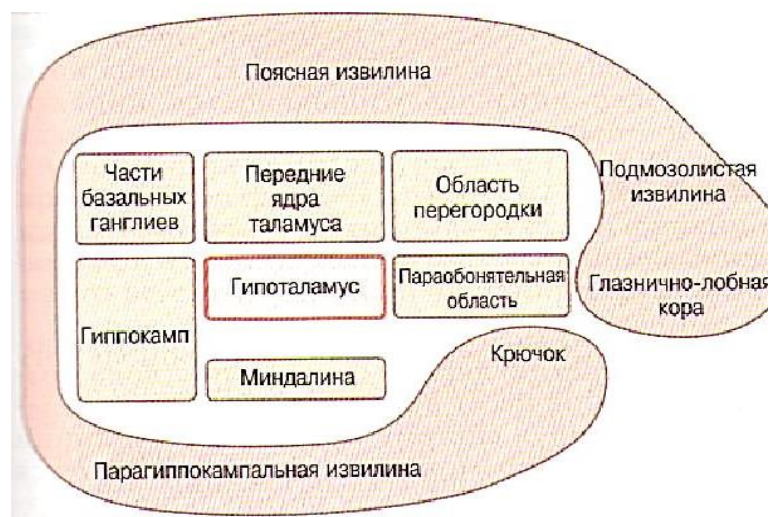 Поясная извилина
Подмозолистая
извилина
Части
базальных
ганглиев
Передние
ядра
таламуса
Область
перегородки
Гиппокамп
Гипоталамус
Параобонятельная
область
Глазнично-лобная
кора
Миндалина
Крючок
Парагиппокампальная извилина